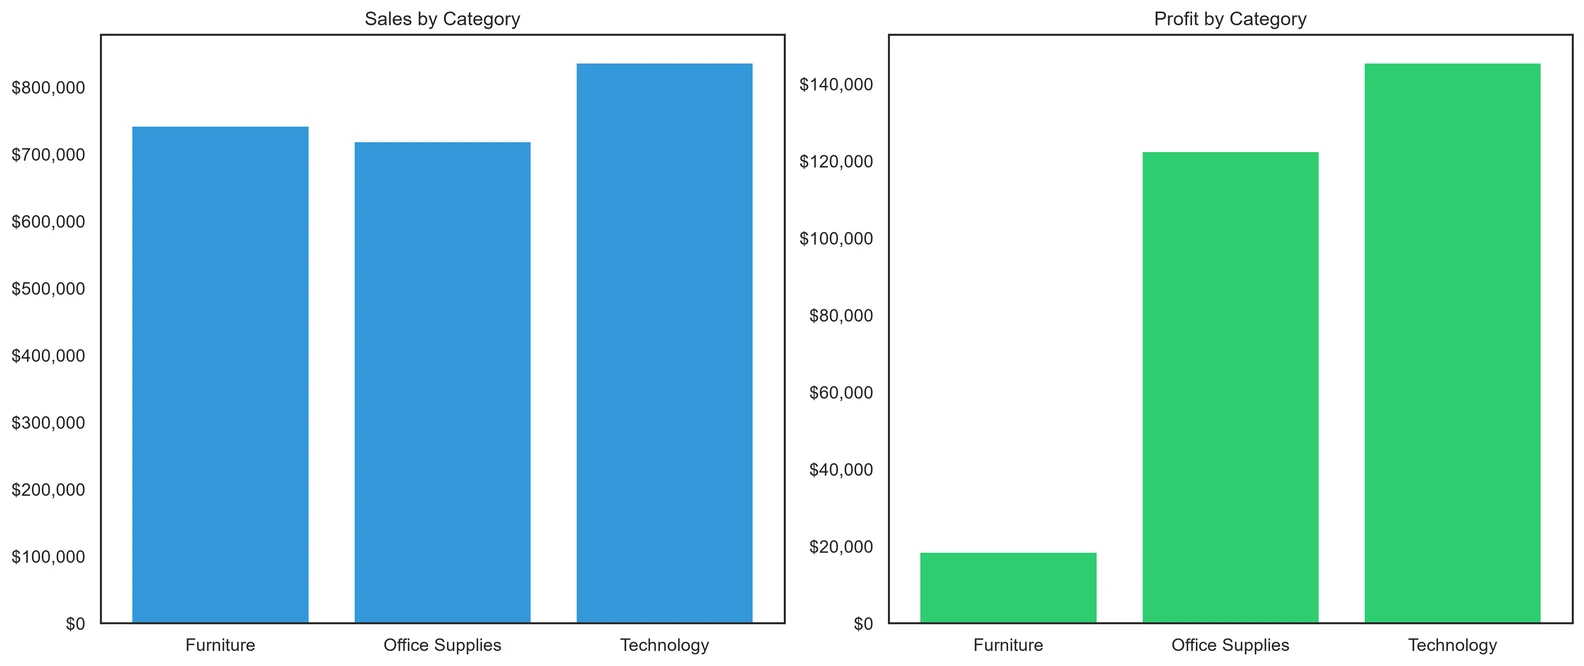 Sales by Category
$800,000
$700,000
$600,000
$500,000
$400,000
$300,000
$200,000
$100,000
$0
Furniture
Office Supplies
Technology
Profit by Category
$140,000
$120,000
$100,000
$80,000
$60,000
$40,000
$20,000
$0
Furniture
Office Supplies
Technology